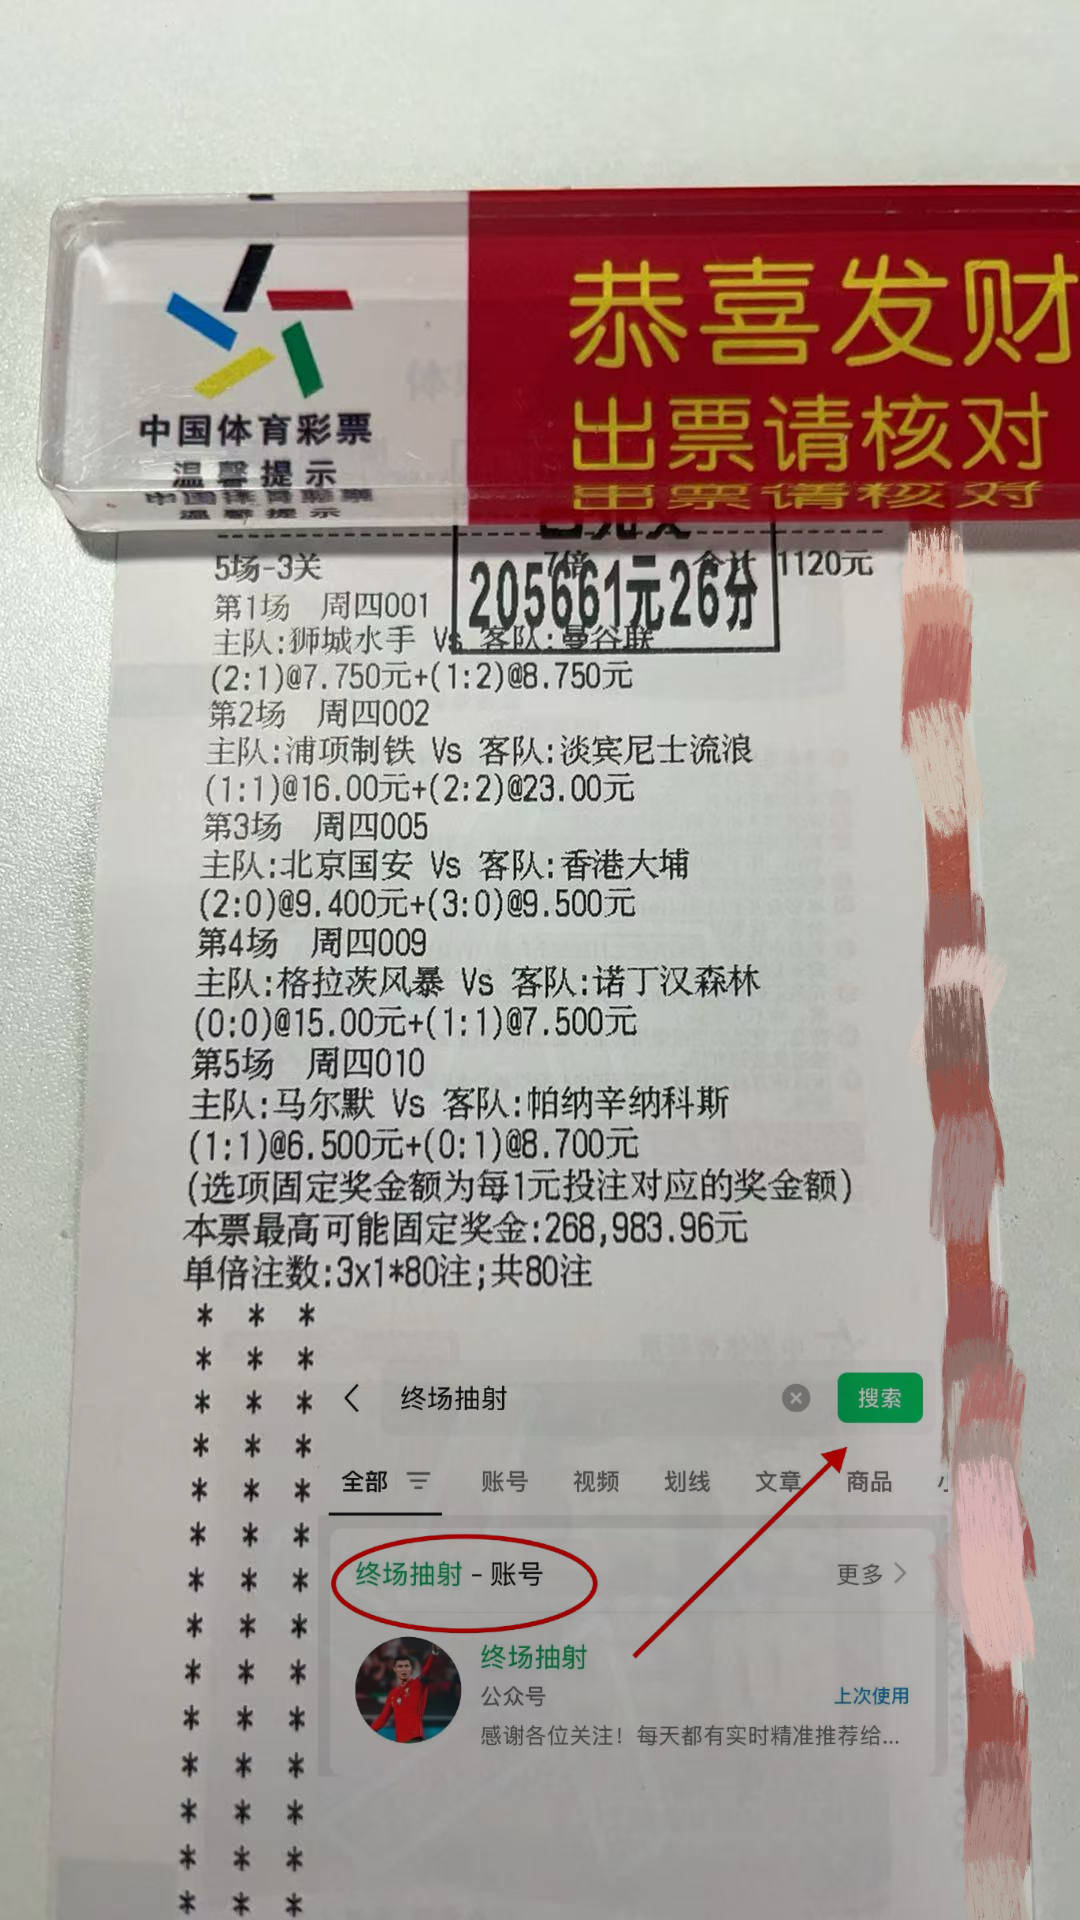 恭喜发财
出票请核对
中国体育彩票
温馨提示
205661元26分
5场-3关 7倍 合计 1120元
第1场 周四001
主队:狮城水手 Vs 客队:曼谷联
(2:1)@7.750元+(1:2)@8.750元
第2场 周四002
主队:浦项制铁 Vs 客队:淡宾尼士流浪
(1:1)@16.00元+(2:2)@23.00元
第3场 周四005
主队:北京国安 Vs 客队:香港大埔
(2:0)@9.400元+(3:0)@9.500元
第4场 周四009
主队:格拉茨风暴 Vs 客队:诺丁汉森林
(0:0)@15.00元+(1:1)@7.500元
第5场 周四010
主队:马尔默 Vs 客队:帕纳辛纳科斯
(1:1)@6.500元+(0:1)@8.700元
(选项固定奖金额为每1元投注对应的奖金额)
本票最高可能固定奖金:268,983.96元
单倍注数:3x1*80注;共80注
终场抽射 搜索
全部 账号 视频 划线 文章 商品
终场抽射 - 账号 更多
终场抽射
公众号 上次使用
感谢各位关注！每天都有实时精准推荐给...